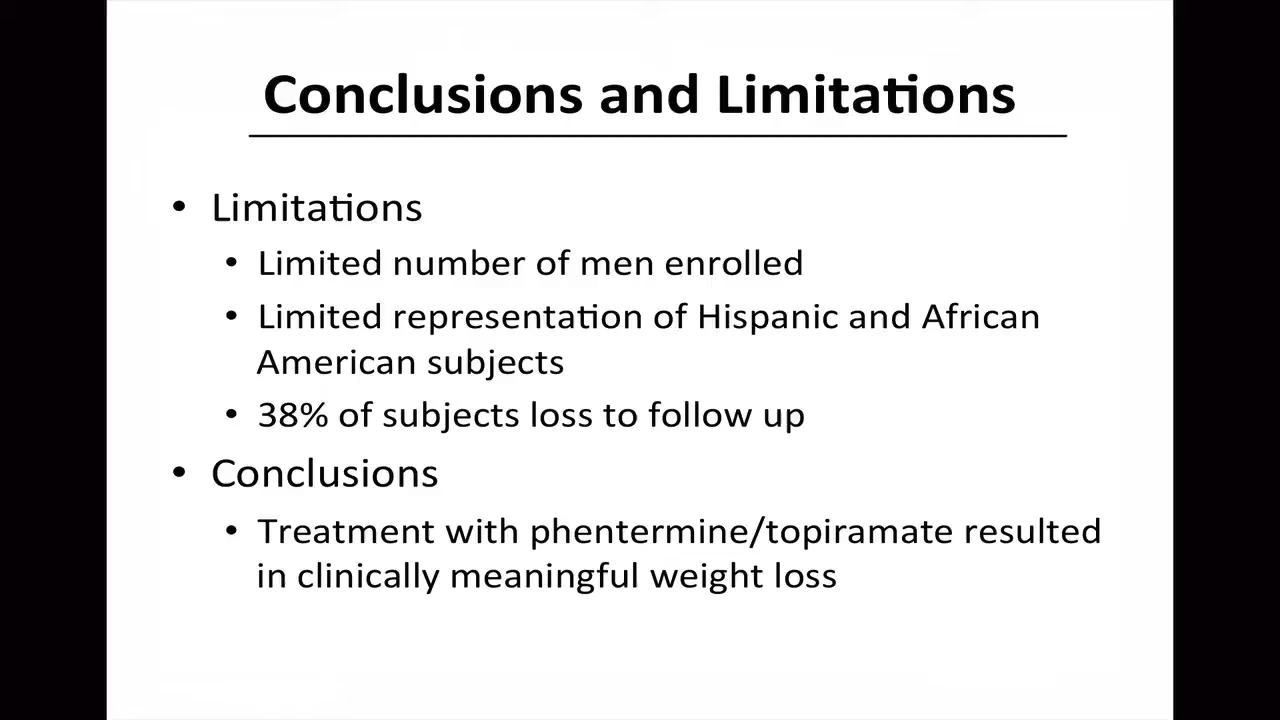 Conclusions and Limitations
• Limitations
• Limited number of men enrolled
• Limited representation of Hispanic and African
American subjects
• 38% of subjects loss to follow up
• Conclusions
• Treatment with phentermine/topiramate resulted
in clinically meaningful weight loss